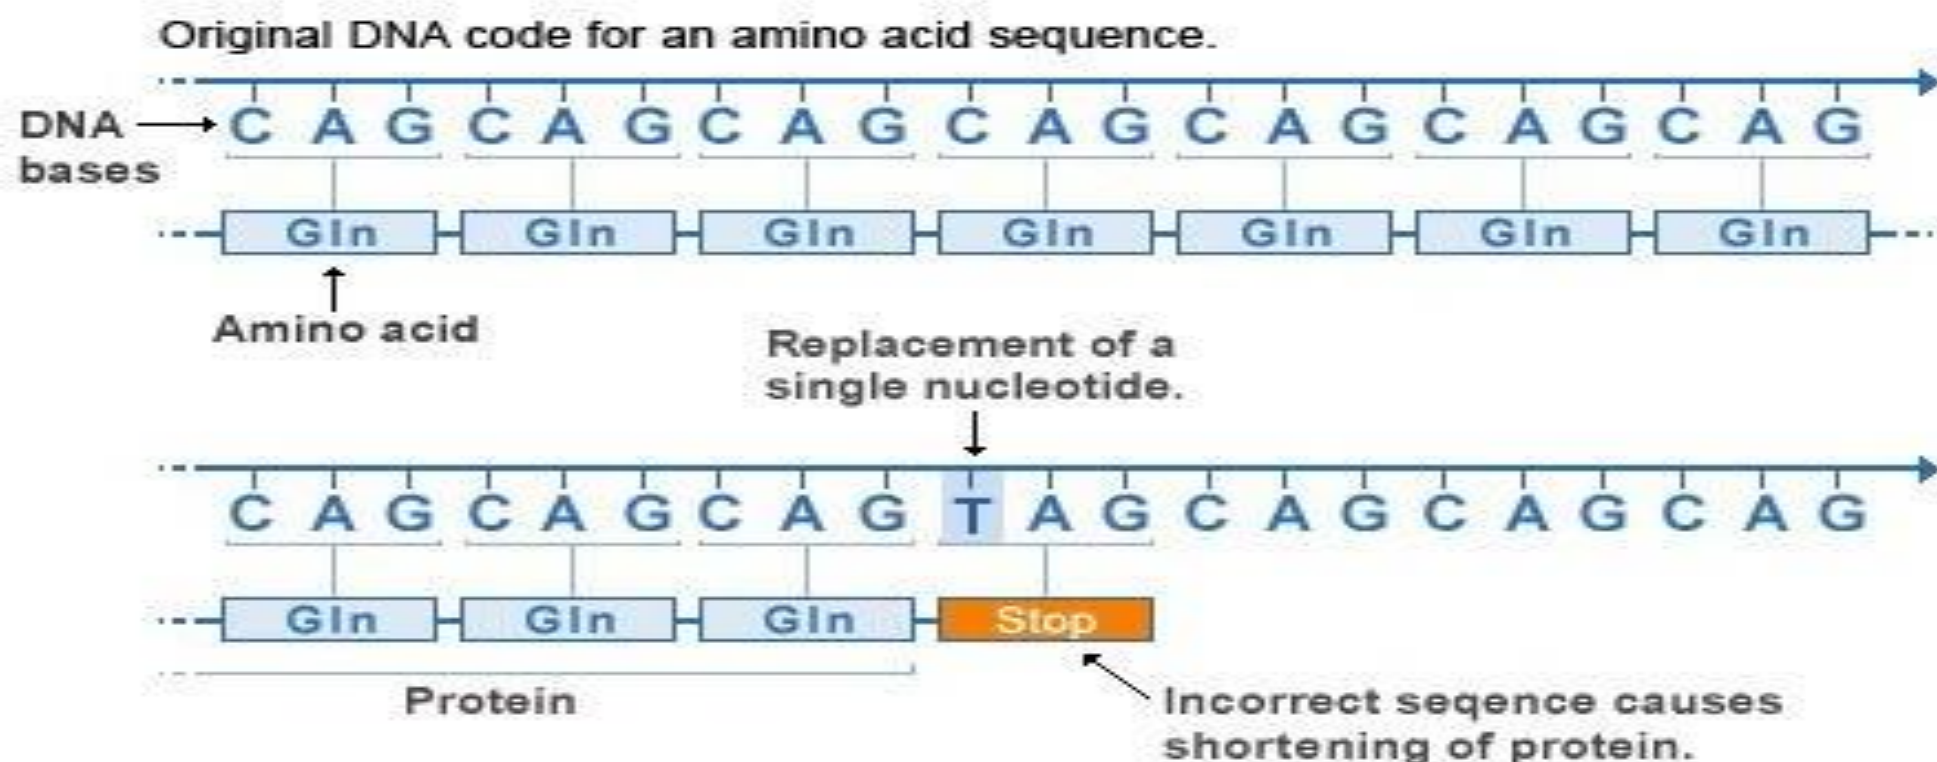 Original DNA code for an amino acid sequence.
DNA bases
C A G C A G C A G C A G C A G C A G C A G
Gln Gln Gln Gln Gln Gln Gln
Amino acid
Replacement of a
single nucleotide.
C A G C A G C A G T A G C A G C A G C A G
Gln Gln Gln Stop
Protein
Incorrect seqence causes
shortening of protein.